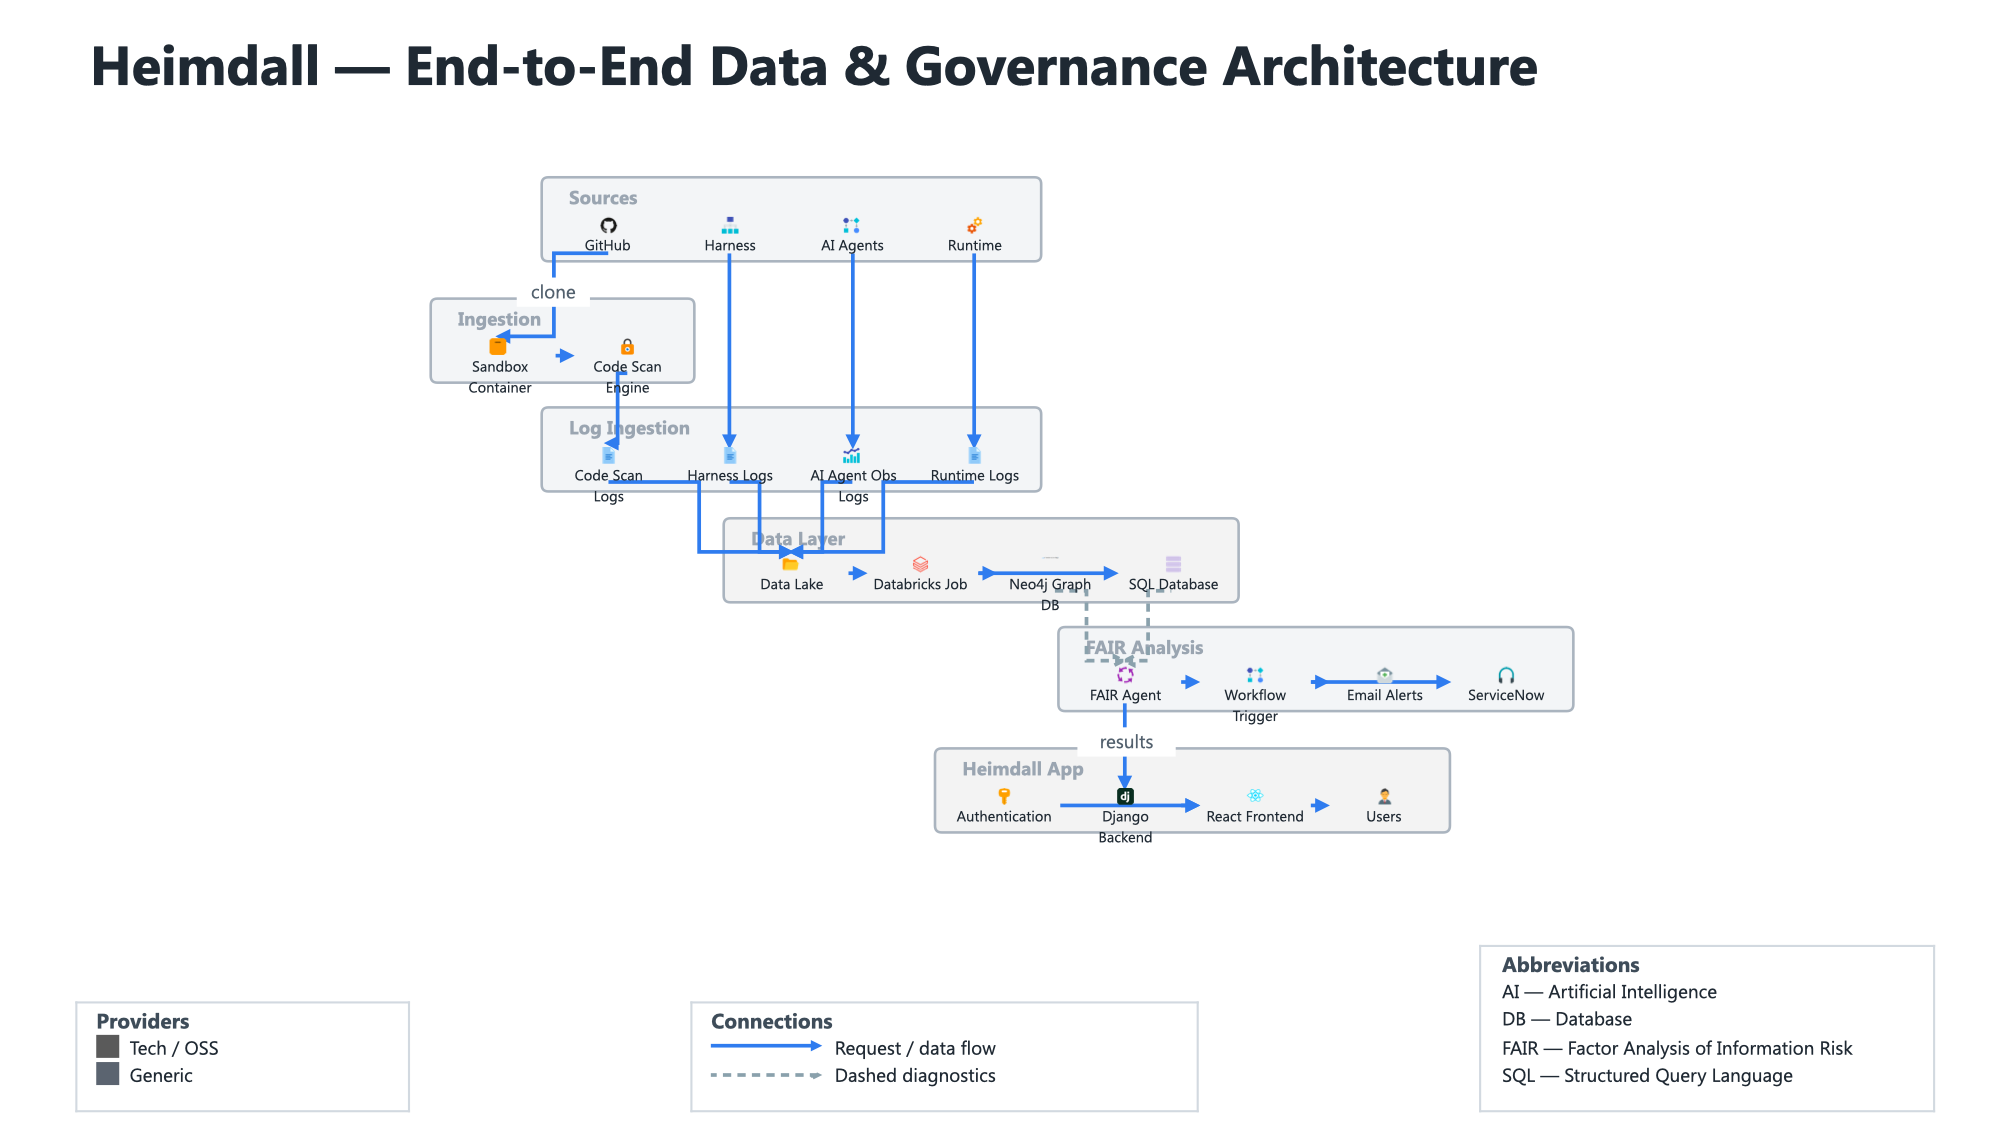 Heimdall — End-to-End Data & Governance Architecture
Sources
GitHub
Harness
AI Agents
Runtime
clone
Ingestion
Sandbox
Container
Code Scan
Engine
Log Ingestion
Code Scan
Logs
Harness Logs
AI Agent Obs
Logs
Runtime Logs
Data Layer
Data Lake
Databricks Job
Neo4j Graph
DB
SQL Database
FAIR Analysis
FAIR Agent
Workflow
Trigger
Email Alerts
ServiceNow
results
Heimdall App
Authentication
dj
Django
Backend
React Frontend
Users
Providers
Tech / OSS
Generic
Connections
Request / data flow
Dashed diagnostics
Abbreviations
AI — Artificial Intelligence
DB — Database
FAIR — Factor Analysis of Information Risk
SQL — Structured Query Language